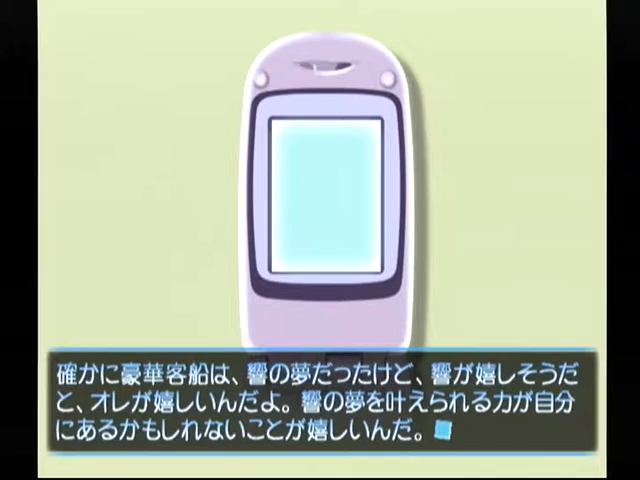 確かに豪華客船は、響の夢だったけど、響が嬉しそうだ
と、オレが嬉しいんだよ。響の夢を叶えられる力が自分
にあるかもしれないことが嬉しいんだ。